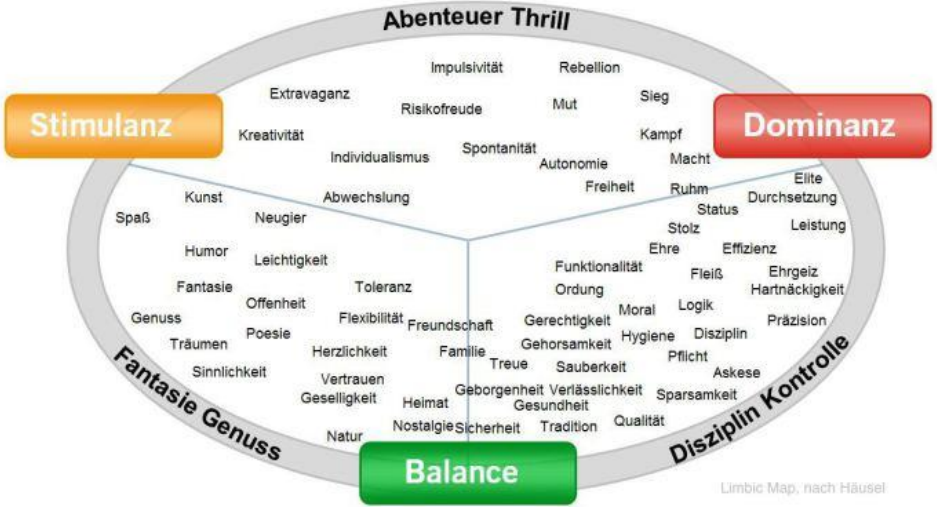 Abenteuer Thrill
Impulsivität Rebellion
Extravaganz
Risikofreude Mut Sieg
Stimulanz
Dominanz
Kreativität
Kampf
Individualismus Spontanität
Autonomie Macht
Freiheit Ruhm Elite
Kunst Abwechslung
Durchsetzung
Spaß Neugier
Status
Stolz Leistung
Humor Leichtigkeit
Ehre Effizienz
Funktionalität Fleiß Ehrgeiz
Fantasie Toleranz
Ordung Hartnäckigkeit
Offenheit
Moral Logik
Genuss Flexibilität Freundschaft
Gerechtigkeit Präzision
Poesie
Hygiene Disziplin
Träumen Herzlichkeit Familie
Gehorsamkeit Pflicht
Treue Sauberkeit
Sinnlichkeit Vertrauen
Askese
Geselligkeit Heimat
Geborgenheit Verlässlichkeit Sparsamkeit
Gesundheit
Natur Nostalgie Sicherheit Tradition Qualität
Fantasie Genuss
Disziplin Kontrolle
Balance
Limbic Map, nach Häusel